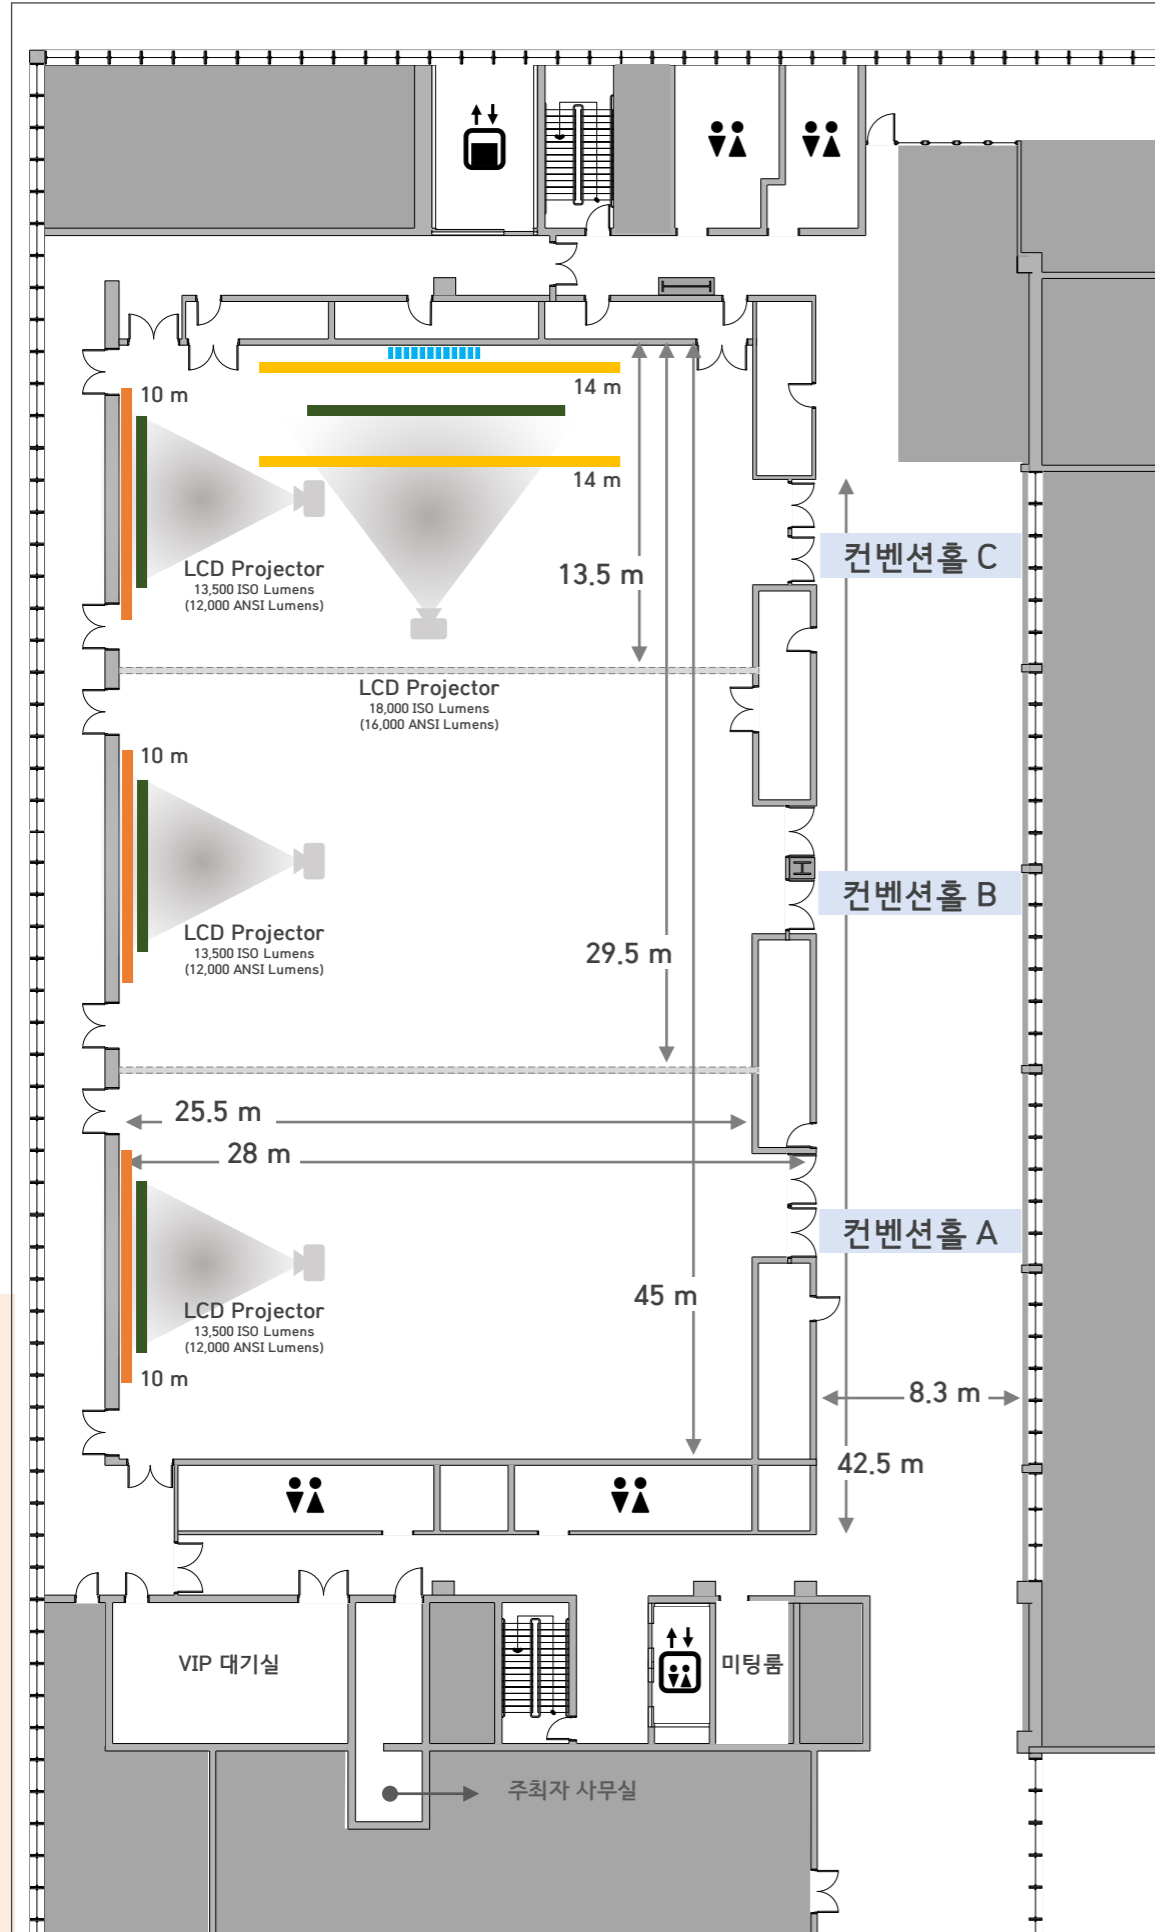 10 m
14 m
14 m
LCD Projector
13,500 ISO Lumens
(12,000 ANSI Lumens)
13.5 m
컨벤션홀 C
LCD Projector
18,000 ISO Lumens
(16,000 ANSI Lumens)
10 m
컨벤션홀 B
LCD Projector
13,500 ISO Lumens
(12,000 ANSI Lumens)
29.5 m
25.5 m
28 m
컨벤션홀 A
45 m
LCD Projector
13,500 ISO Lumens
(12,000 ANSI Lumens)
10 m
8.3 m
42.5 m
VIP 대기실
미팅룸
주최자 사무실